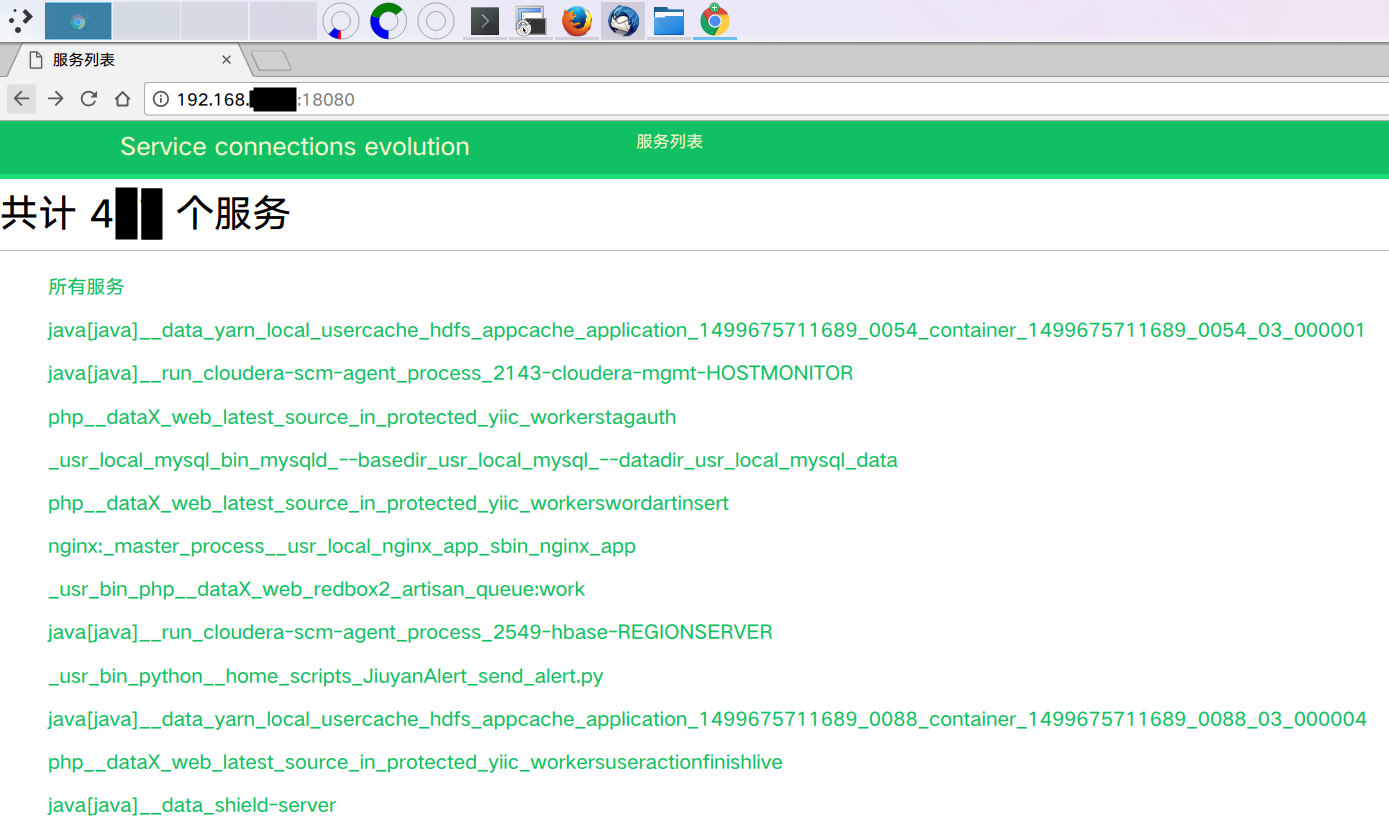 服务列表
192.168.:18080
Service connections evolution
服务列表
共计 4 个服务
所有服务
java[java]__data_yarn_local_usercache_hdfs_appcache_application_1499675711689_0054_container_1499675711689_0054_03_000001
java[java]__run_cloudera-scm-agent_process_2143-cloudera-mgmt-HOSTMONITOR
php__dataX_web_latest_source_in_protected_yiic_workerstagauth
_usr_local_mysql_bin_mysqld_--basedir_usr_local_mysql_--datadir_usr_local_mysql_data
php__dataX_web_latest_source_in_protected_yiic_workerswordartinsert
nginx:_master_process__usr_local_nginx_app_sbin_nginx_app
_usr_bin_php__dataX_web_redbox2_artisan_queue:work
java[java]__run_cloudera-scm-agent_process_2549-hbase-REGIONSERVER
_usr_bin_python__home_scripts_JiuyanAlert_send_alert.py
java[java]__data_yarn_local_usercache_hdfs_appcache_application_1499675711689_0088_container_1499675711689_0088_03_000004
php__dataX_web_latest_source_in_protected_yiic_workersuseractionfinishlive
java[java]__data_shield-server